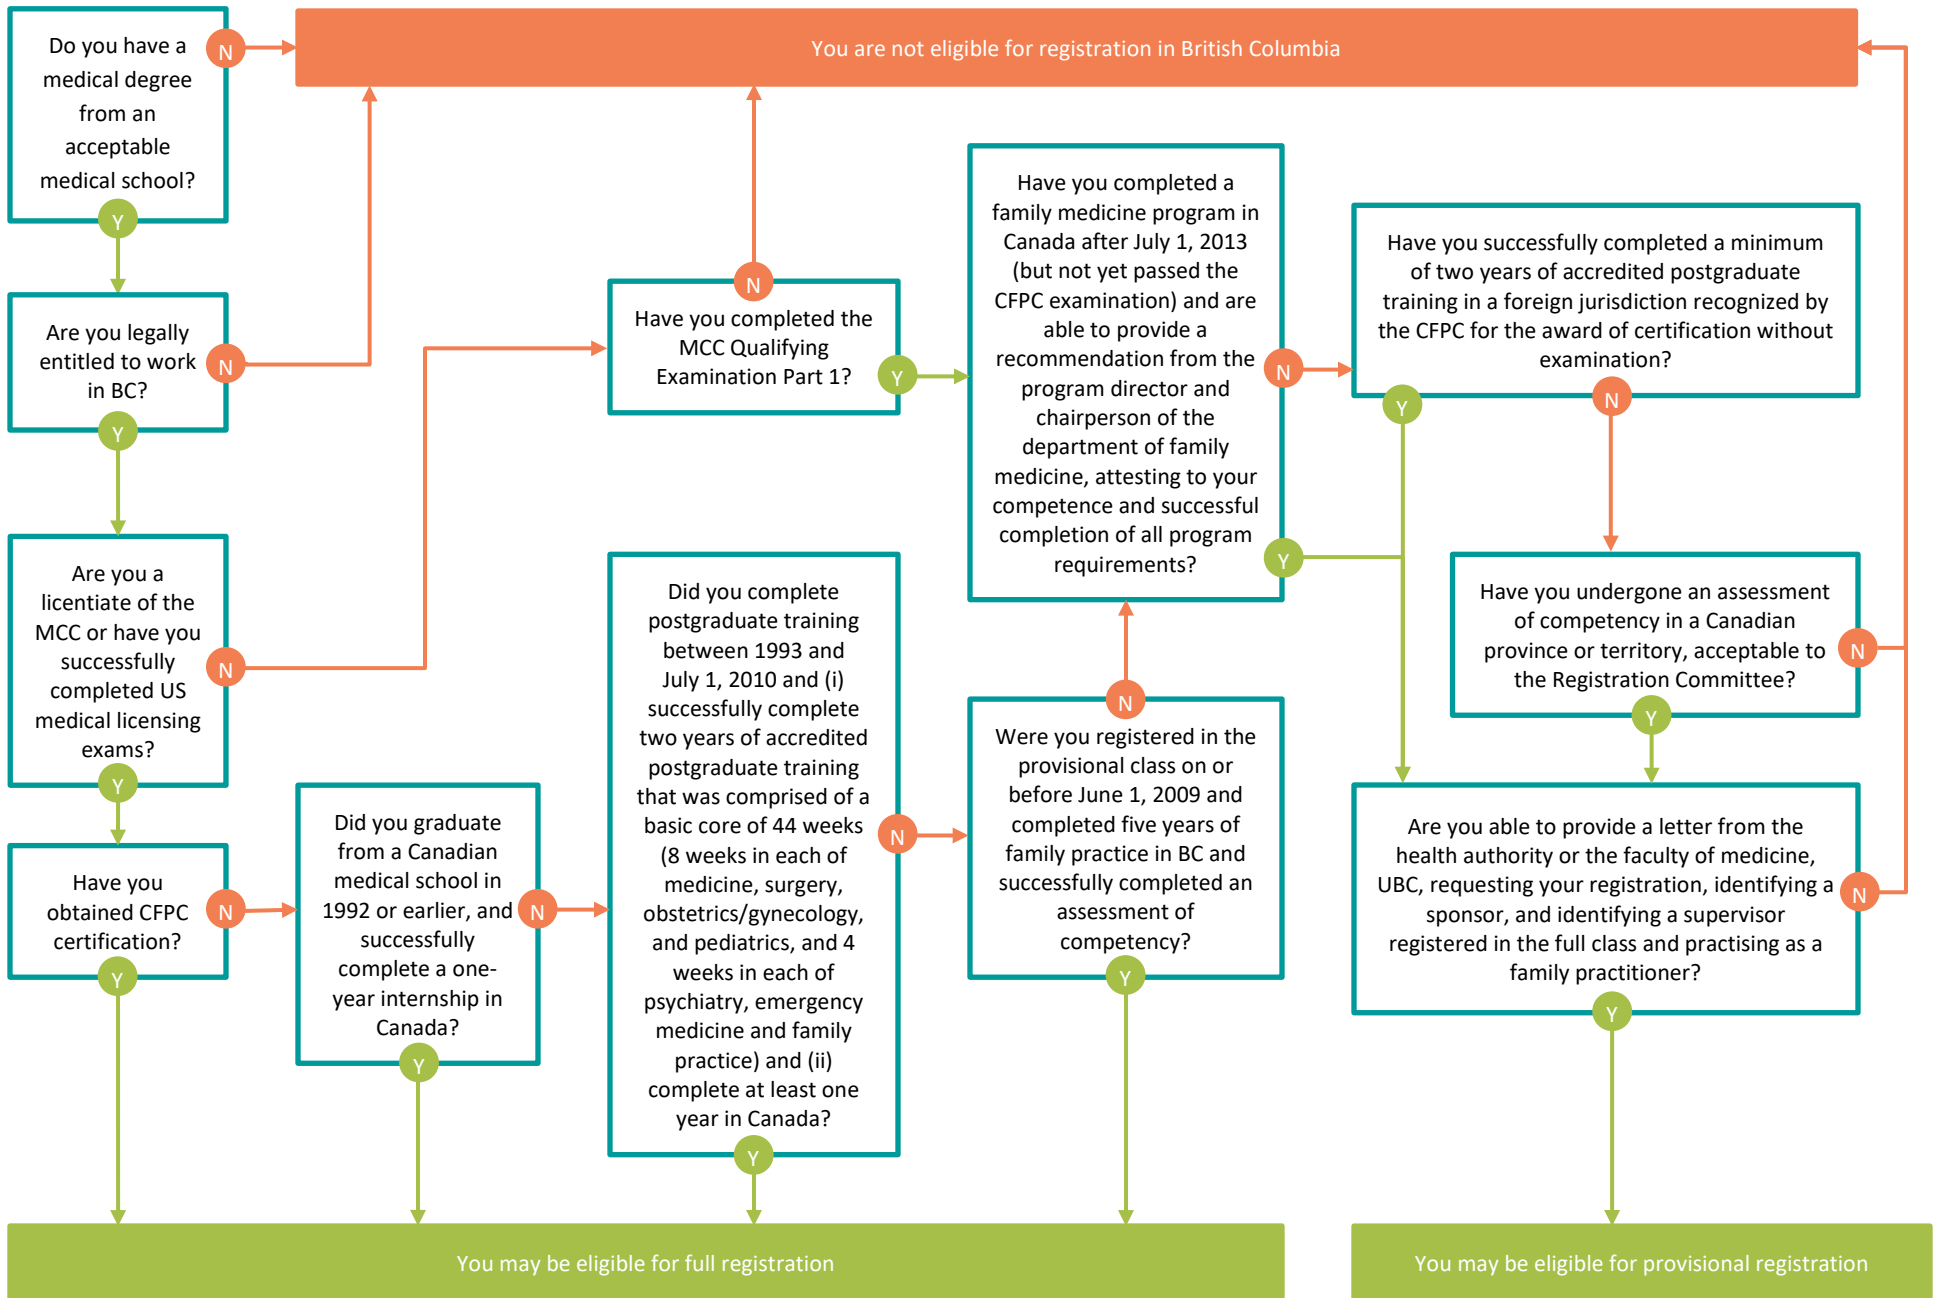 Do you have a
medical degree
from an
acceptable
medical school?
N
Y
You are not eligible for registration in British Columbia
Are you legally
entitled to work
in BC?
N
Y
Are you a
licentiate of the
MCC or have you
successfully
completed US
medical licensing
exams?
N
Y
Have you
obtained CFPC
certification?
N
Y
Did you graduate
from a Canadian
medical school in
1992 or earlier, and
successfully
complete a one-
year internship in
Canada?
N
Y
Have you completed the
MCC Qualifying
Examination Part 1?
N
Y
Did you complete
postgraduate training
between 1993 and
July 1, 2010 and (i)
successfully complete
two years of accredited
postgraduate training
that was comprised of a
basic core of 44 weeks
(8 weeks in each of
medicine, surgery,
obstetrics/gynecology,
and pediatrics, and 4
weeks in each of
psychiatry, emergency
medicine and family
practice) and (ii)
complete at least one
year in Canada?
N
Y
Have you completed a
family medicine program in
Canada after July 1, 2013
(but not yet passed the
CFPC examination) and are
able to provide a
recommendation from the
program director and
chairperson of the
department of family
medicine, attesting to your
competence and successful
completion of all program
requirements?
N
Y
Were you registered in the
provisional class on or
before June 1, 2009 and
completed five years of
family practice in BC and
successfully completed an
assessment of
competency?
N
Y
Have you successfully completed a minimum
of two years of accredited postgraduate
training in a foreign jurisdiction recognized by
the CFPC for the award of certification without
examination?
Y
N
Have you undergone an assessment
of competency in a Canadian
province or territory, acceptable to
the Registration Committee?
N
Y
Are you able to provide a letter from the
health authority or the faculty of medicine,
UBC, requesting your registration, identifying a
sponsor, and identifying a supervisor
registered in the full class and practising as a
family practitioner?
N
Y
You may be eligible for full registration
You may be eligible for provisional registration